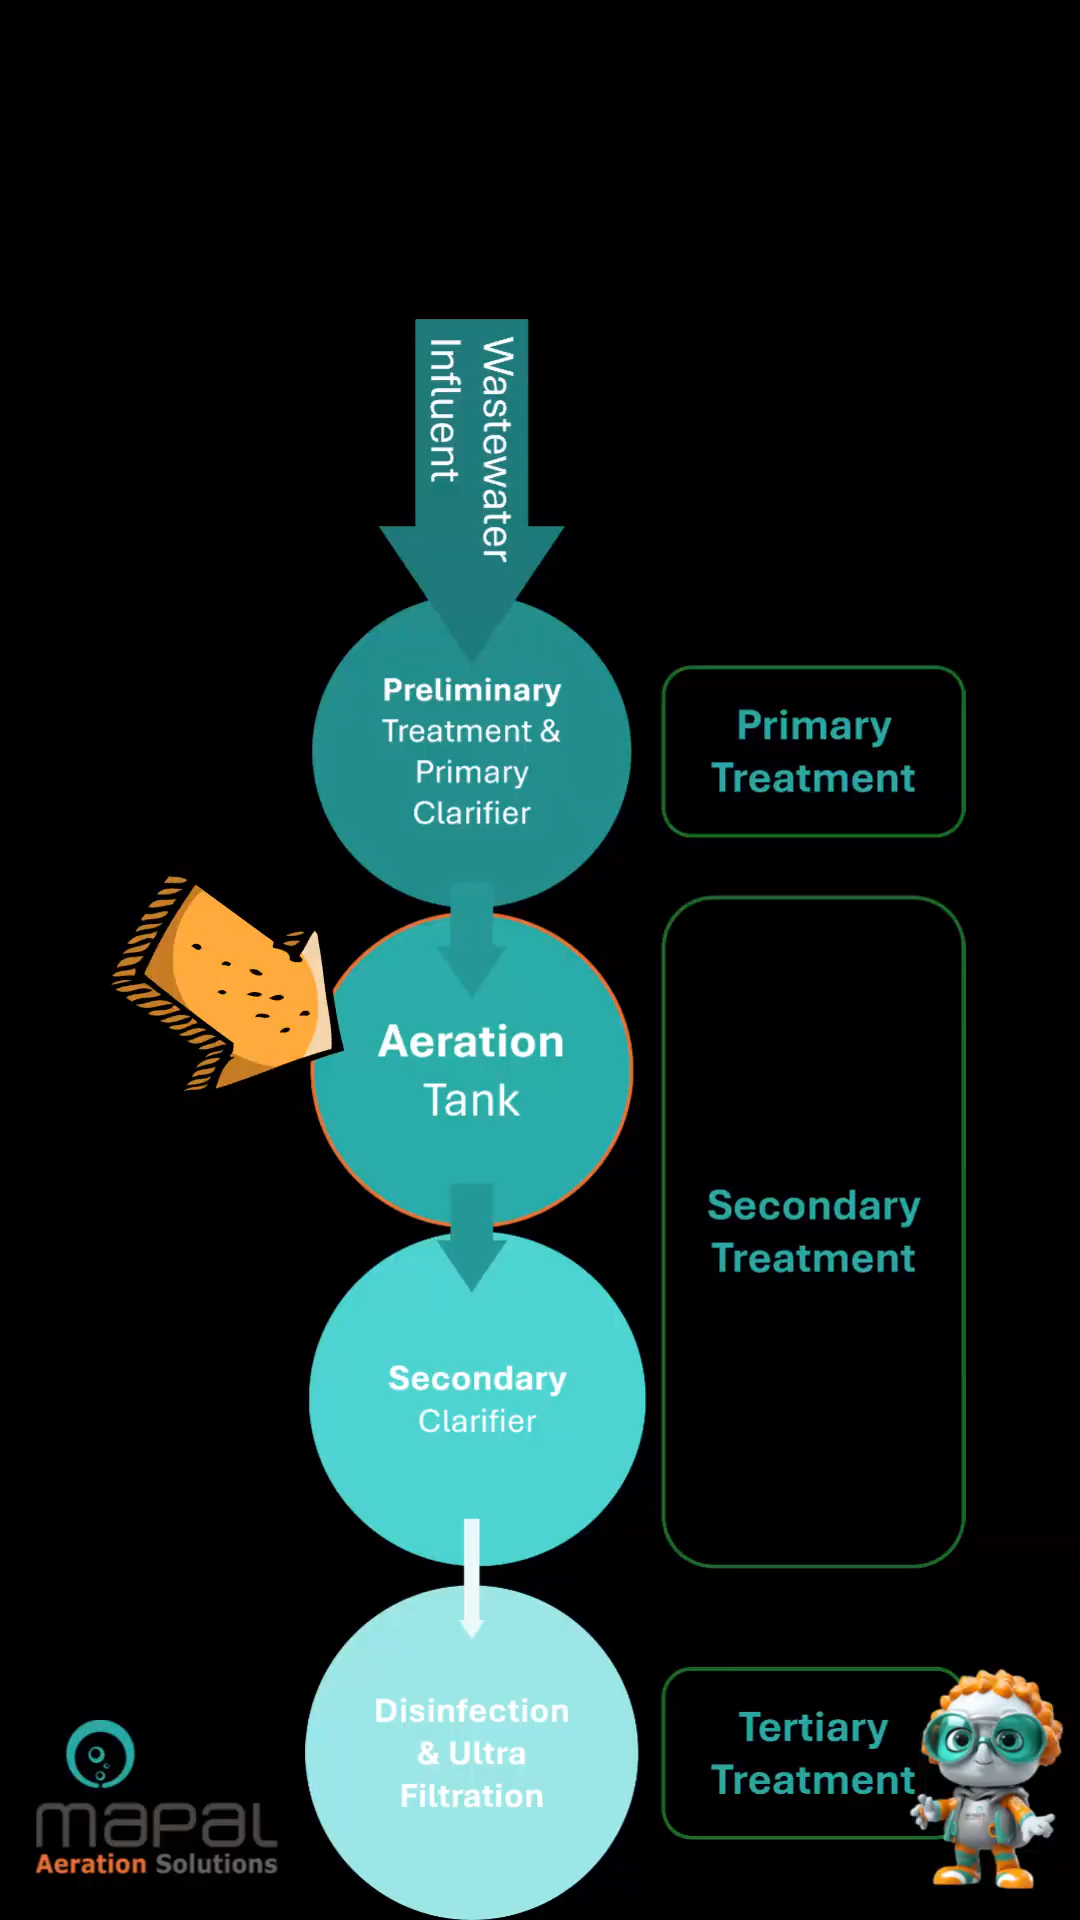 Wastewater
Influent
Preliminary
Treatment &
Primary
Clarifier
Primary
Treatment
Aeration
Tank
Secondary
Treatment
Secondary
Clarifier
Disinfection
& Ultra
Filtration
Tertiary
Treatment
mapal
Aeration Solutions